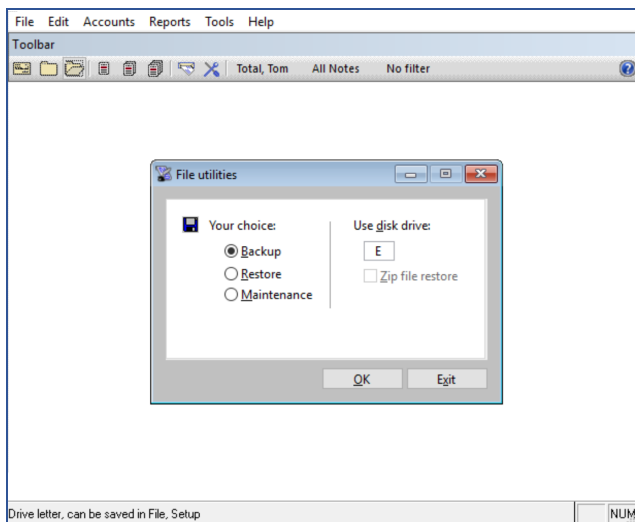 File Edit Accounts Reports Tools Help
Toolbar
Total, Tom All Notes No filter
File utilities
Your choice: Use disk drive:
Backup E
Restore Zip file restore
Maintenance
OK Exit
Drive letter, can be saved in File, Setup NUM